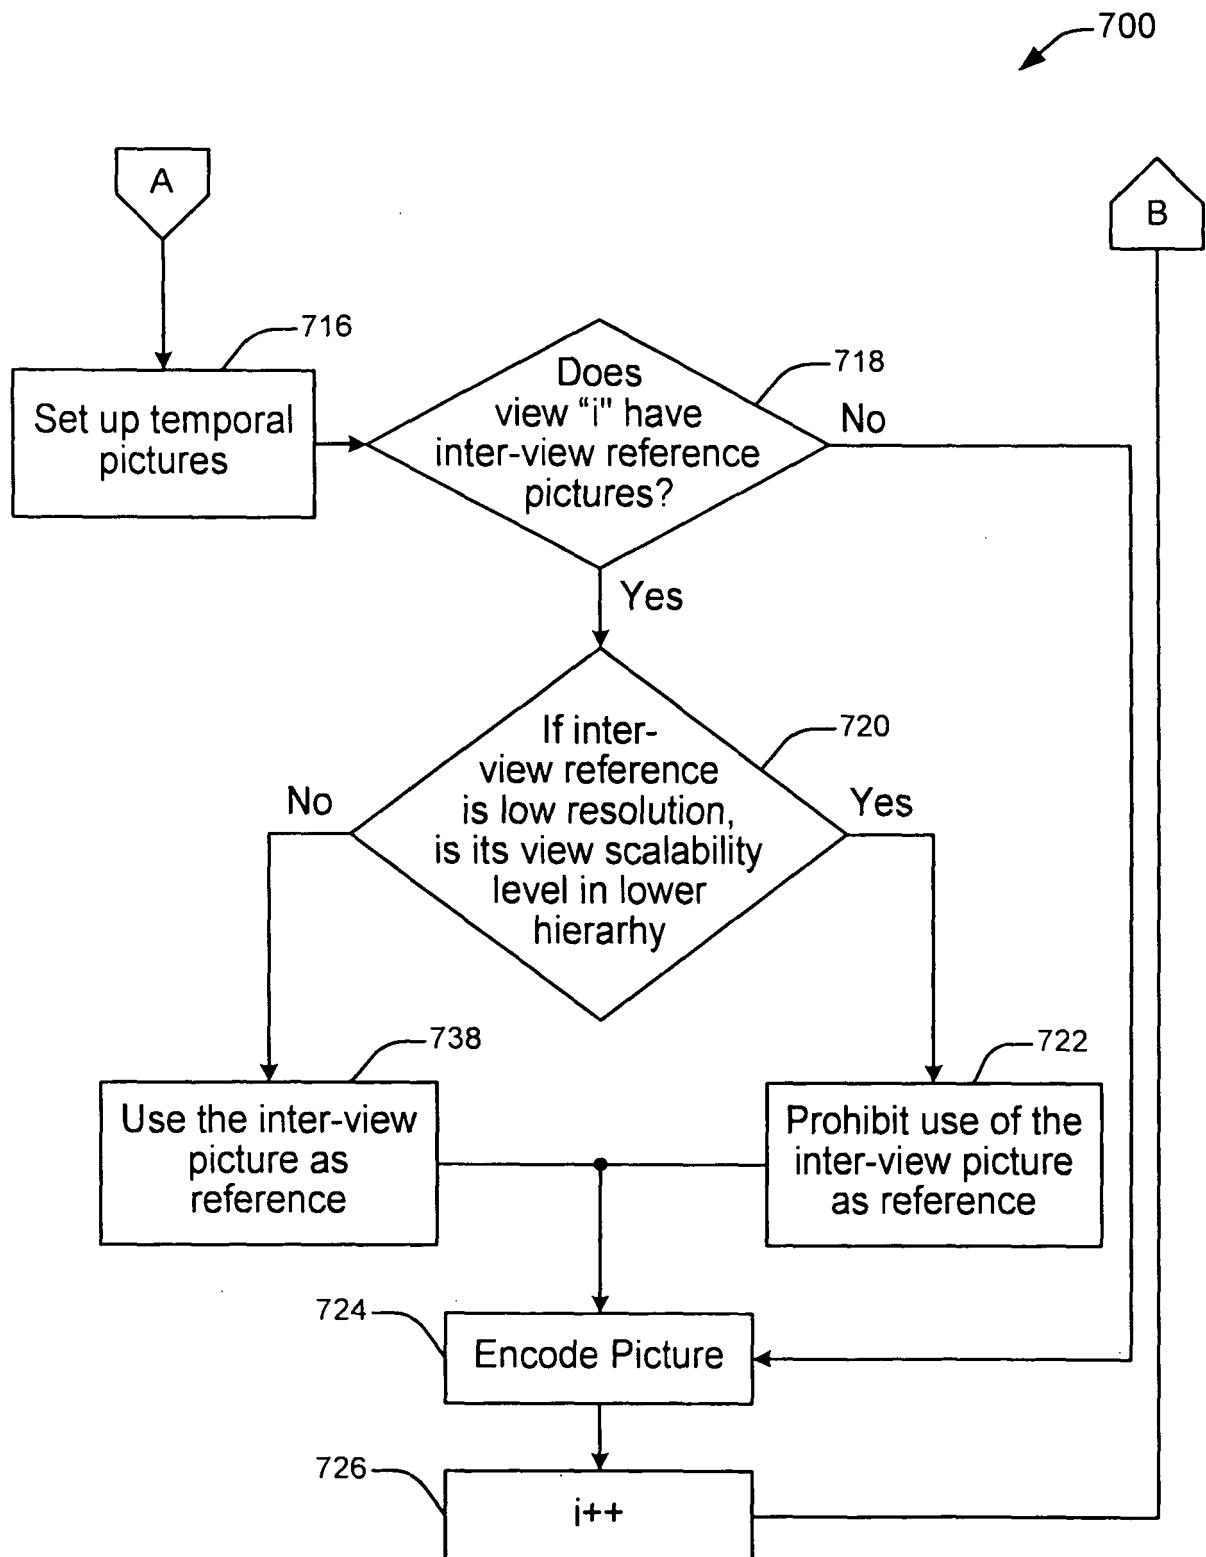 700
A
B
716
Set up temporal
pictures
Does
view "i" have
inter-view reference
pictures?
718
No
Yes
If inter-
view reference
is low resolution,
is its view scalability
level in lower
hierarhy
720
No
Yes
738
Use the inter-view
picture as
reference
722
Prohibit use of the
inter-view picture
as reference
724
Encode Picture
726
i++